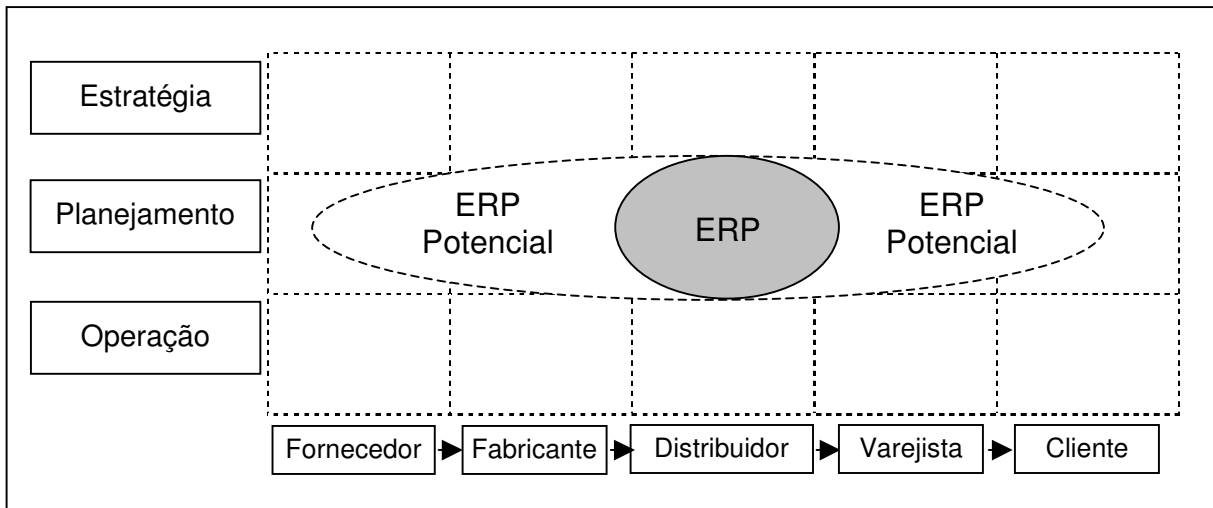 Estratégia
Planejamento
Operação
ERP
Potencial
ERP
ERP
Potencial
Fornecedor
Fabricante
Distribuidor
Varejista
Cliente